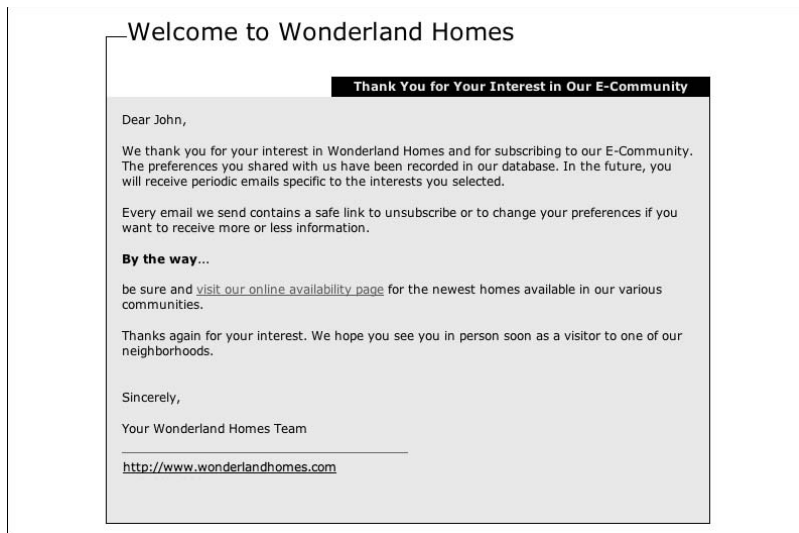 Welcome to Wonderland Homes
Thank You for Your Interest in Our E-Community
Dear John,
We thank you for your interest in Wonderland Homes and for subscribing to our E-Community.
The preferences you shared with us have been recorded in our database. In the future, you
will receive periodic emails specific to the interests you selected.
Every email we send contains a safe link to unsubscribe or to change your preferences if you
want to receive more or less information.
By the way...
be sure and visit our online availability page for the newest homes available in our various
communities.
Thanks again for your interest. We hope you see you in person soon as a visitor to one of our
neighborhoods.
Sincerely,
Your Wonderland Homes Team
http://www.wonderlandhomes.com